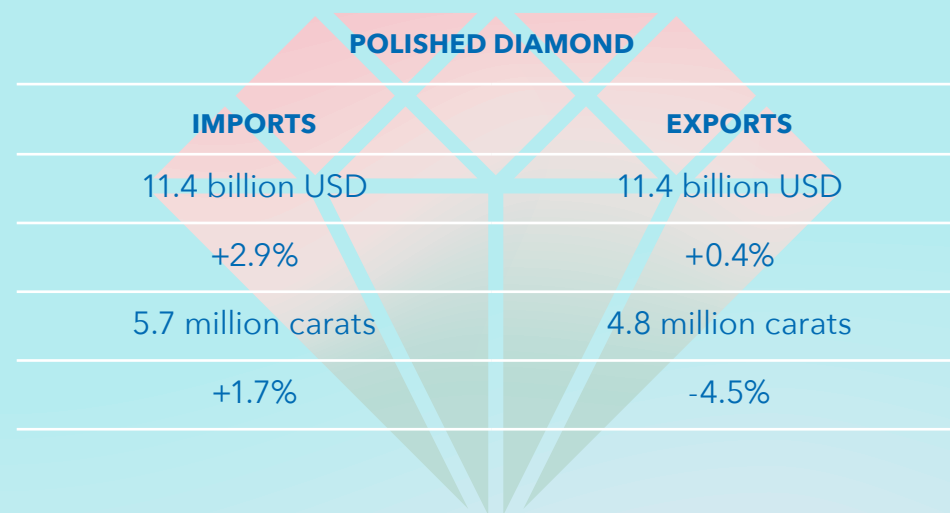 POLISHED DIAMOND
IMPORTS EXPORTS
11.4 billion USD 11.4 billion USD
+2.9% +0.4%
5.7 million carats 4.8 million carats
+1.7% -4.5%